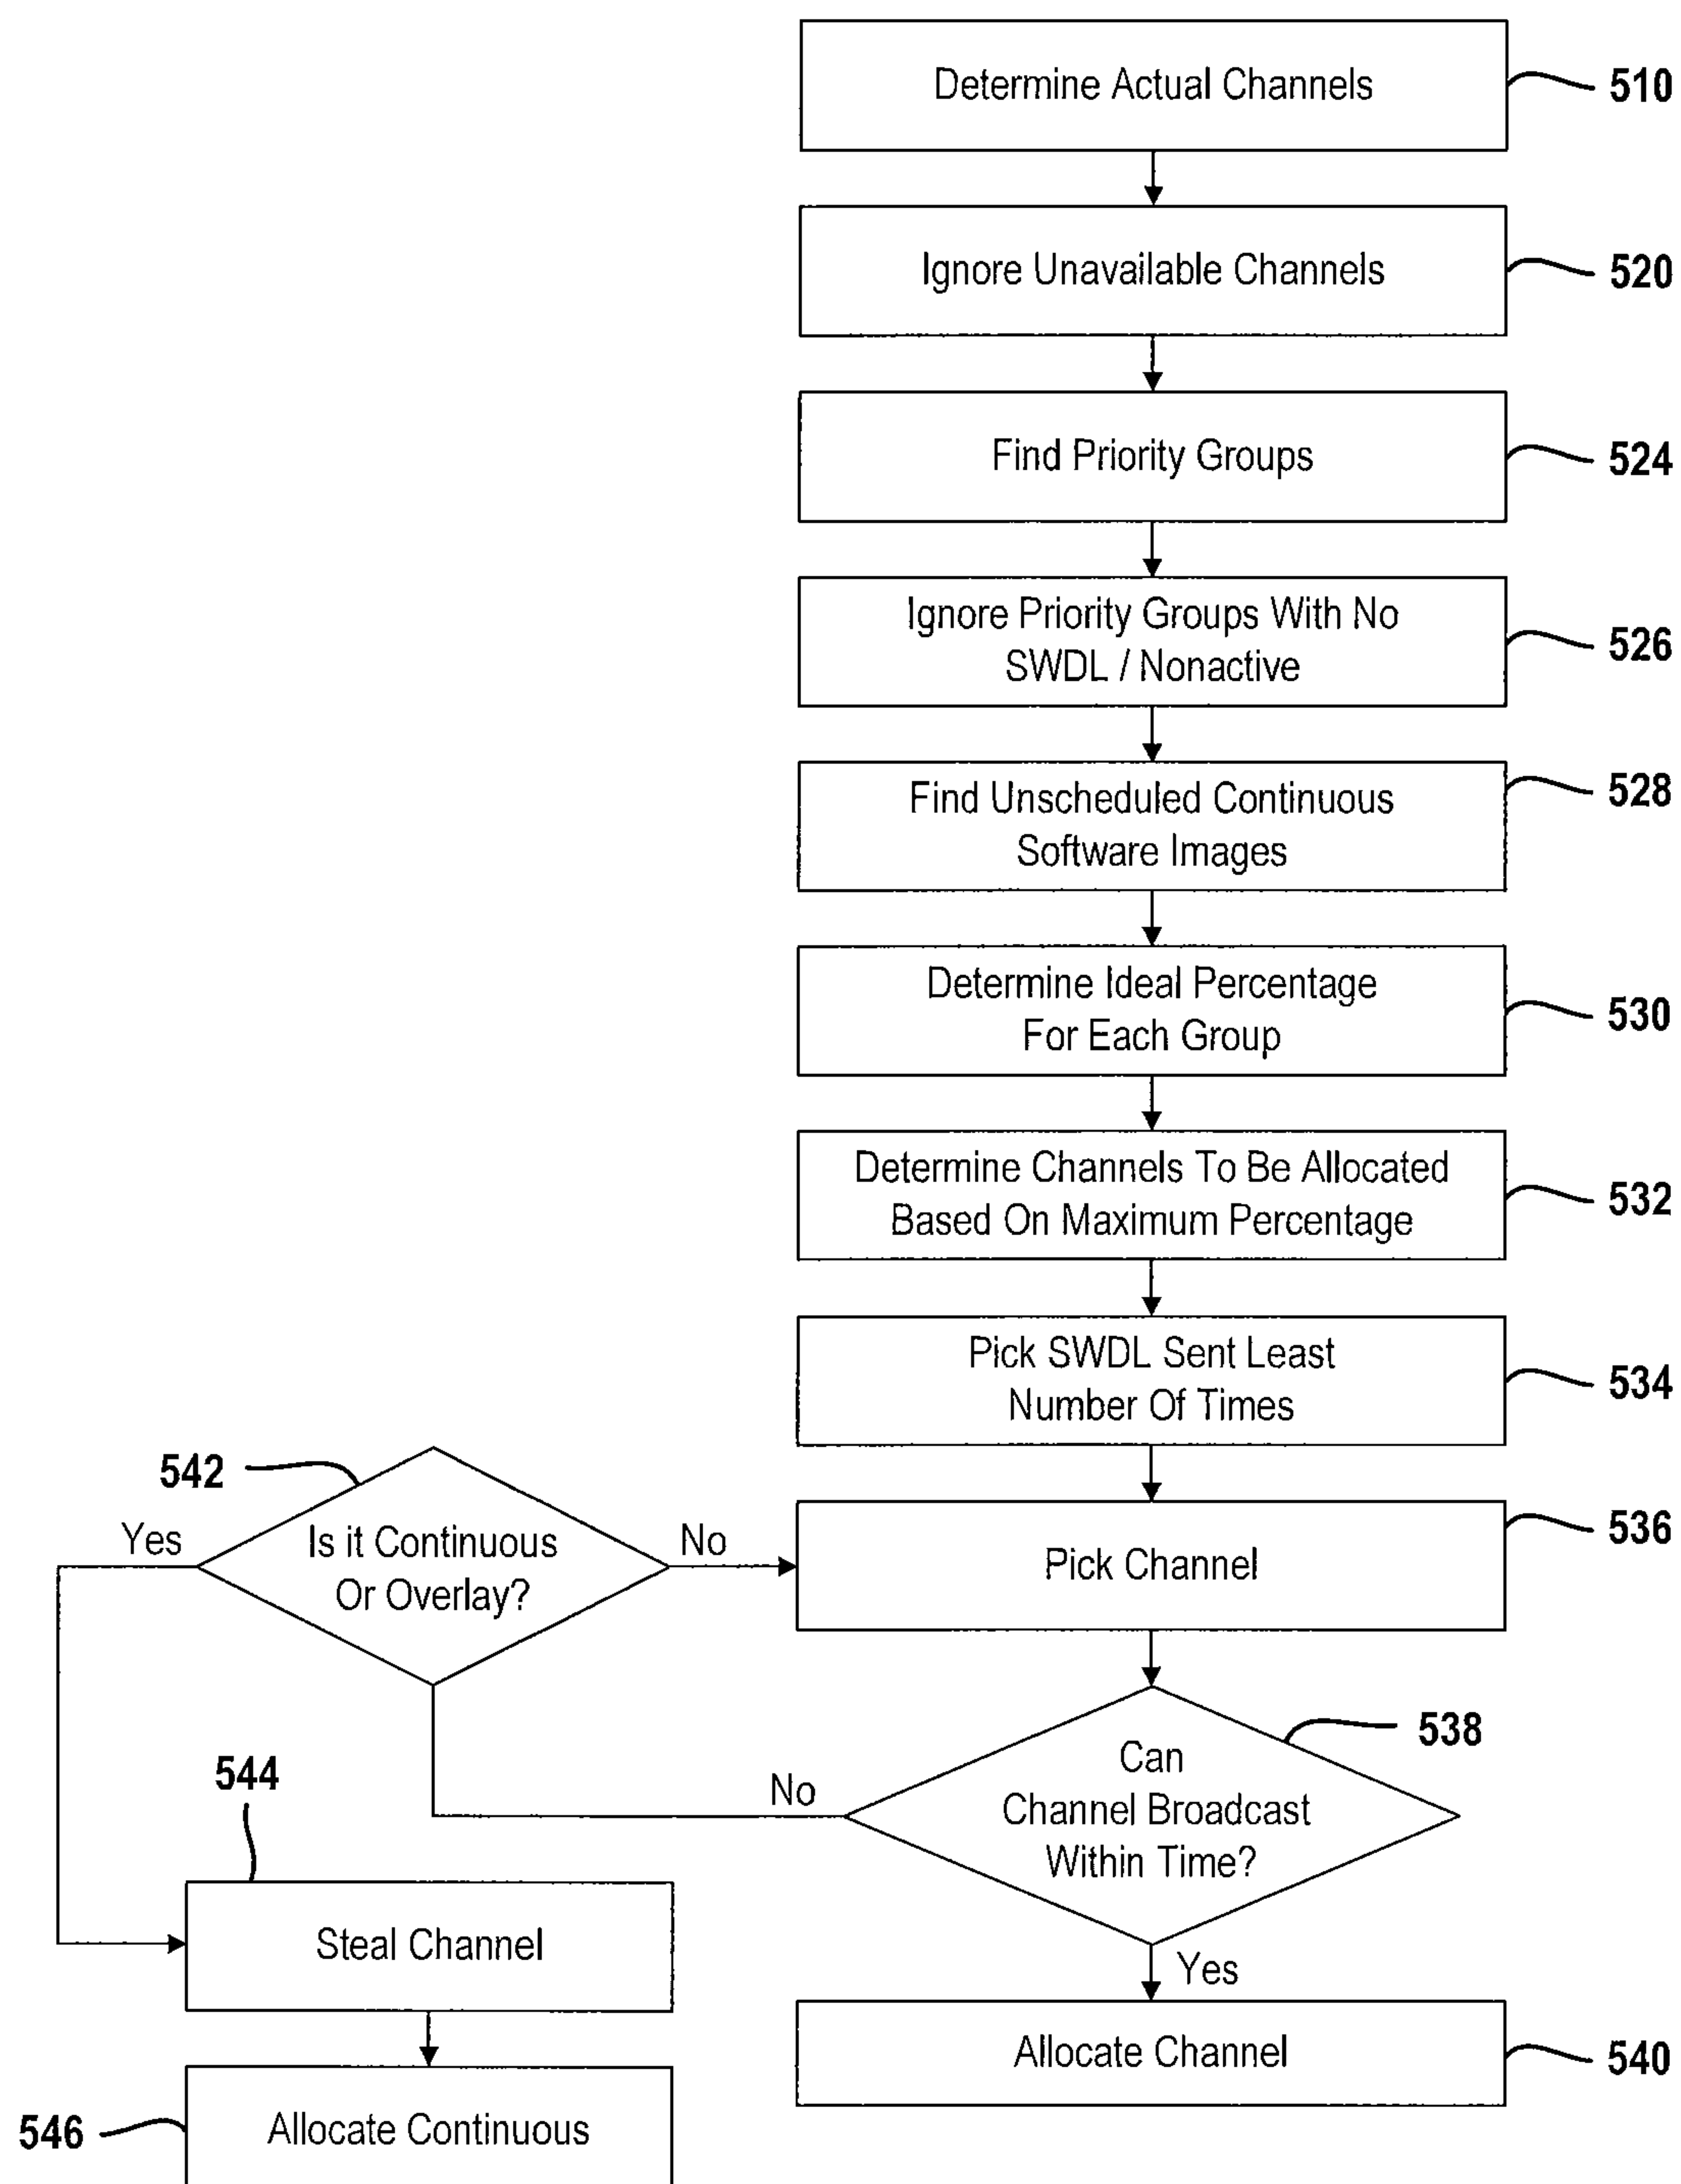 Determine Actual Channels
510
Ignore Unavailable Channels
520
Find Priority Groups
524
Ignore Priority Groups With No
SWDL / Nonactive
526
Find Unscheduled Continuous
Software Images
528
Determine Ideal Percentage
For Each Group
530
Determine Channels To Be Allocated
Based On Maximum Percentage
532
Pick SWDL Sent Least
Number Of Times
534
542
Yes
Is it Continuous
Or Overlay?
No
Pick Channel
536
538
Can
Channel Broadcast
Within Time?
No
Yes
544
Steal Channel
Allocate Channel
540
546
Allocate Continuous